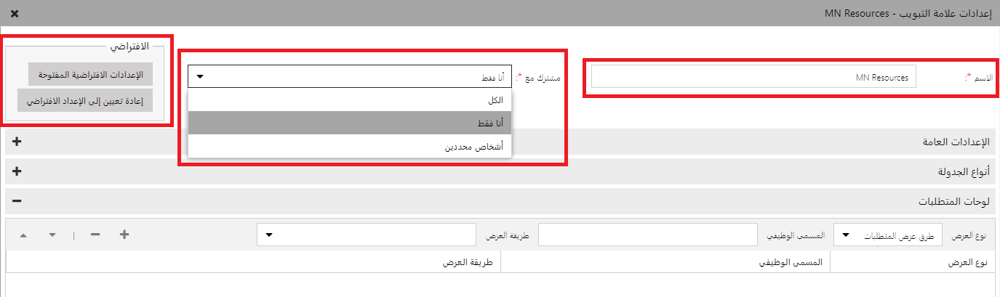 إعدادات علامة التبويب - MN Resources
الاسم *:
MN Resources
مشترك مع *:
أنا فقط
الكل
أنا فقط
أشخاص محددين
الافتراضي
الإعدادات الافتراضية المفتوحة
إعادة تعيين إلى الإعداد الافتراضي
الإعدادات العامة
أنواع الجدولة
لوحات المتطلبات
نوع العرض
طرق عرض المتطلبات
المسمى الوظيفي
طريقة العرض
نوع العرض
المسمى الوظيفي
طريقة العرض